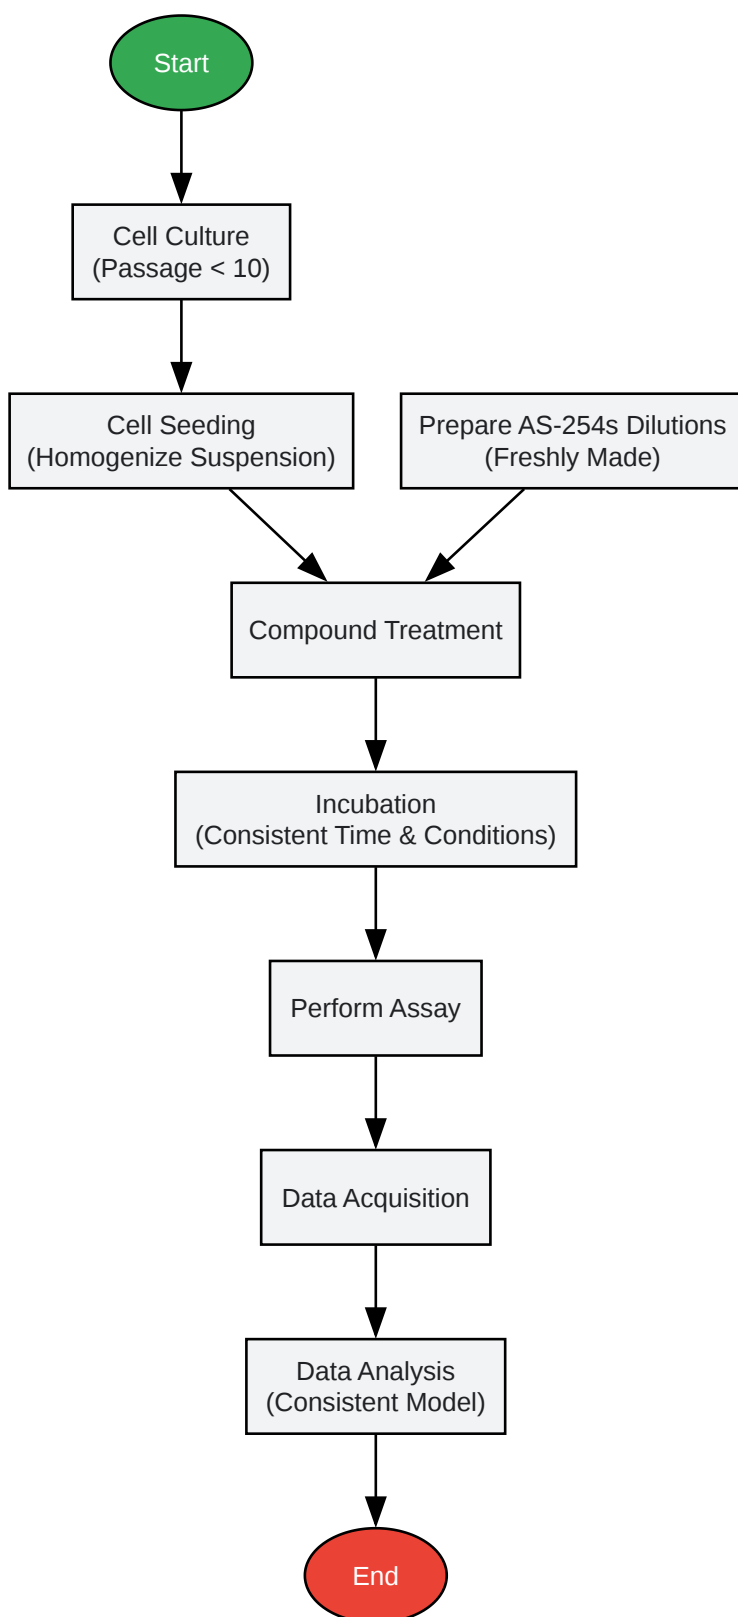 Start
Cell Culture
(Passage < 10)
Cell Seeding
(Homogenize Suspension)
Prepare AS-254s Dilutions
(Freshly Made)
Compound Treatment
Incubation
(Consistent Time & Conditions)
Perform Assay
Data Acquisition
Data Analysis
(Consistent Model)
End